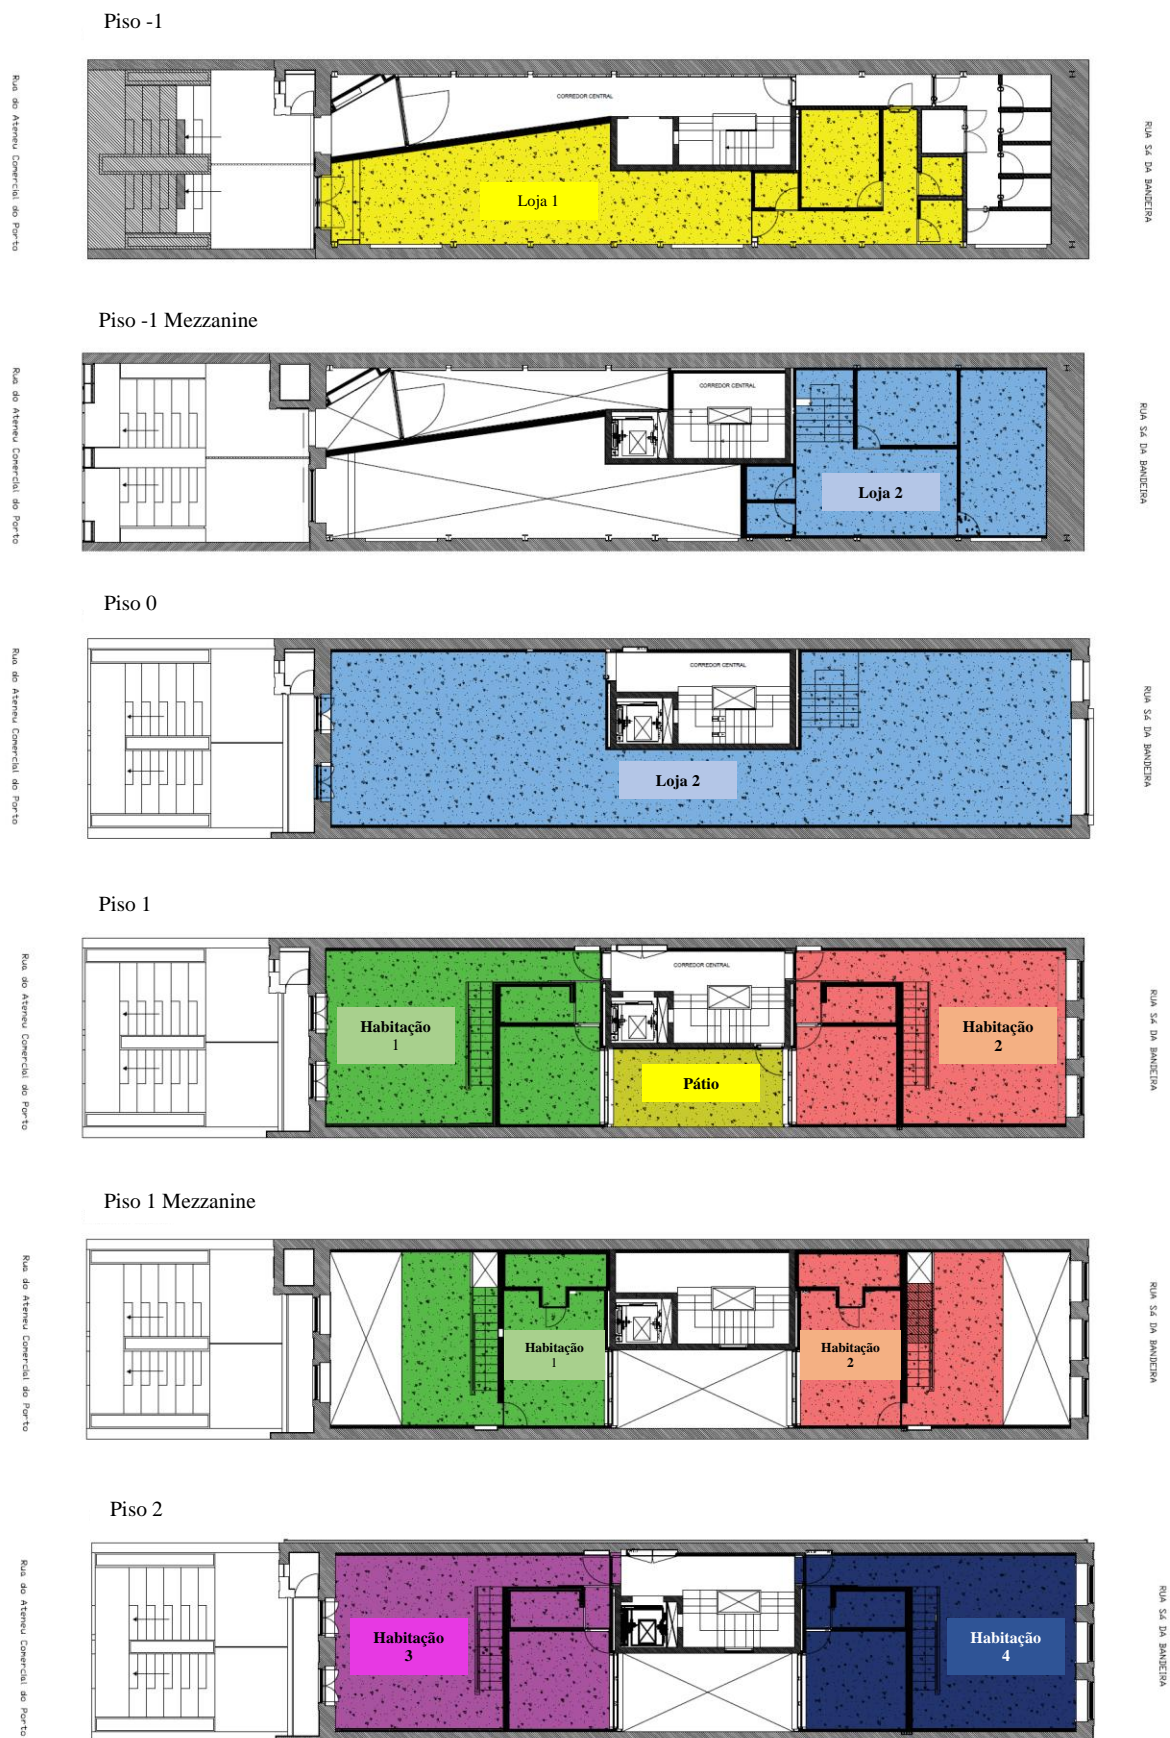 Piso -1
Rua do Ateneu Comercial do Porto
CORREDOR CENTRAL
Loja 1
RUA SÁ DA BANDEIRA
Piso -1 Mezzanine
Rua do Ateneu Comercial do Porto
CORREDOR CENTRAL
Loja 2
RUA SÁ DA BANDEIRA
Piso 0
Rua do Ateneu Comercial do Porto
CORREDOR CENTRAL
Loja 2
RUA SÁ DA BANDEIRA
Piso 1
Rua do Ateneu Comercial do Porto
CORREDOR CENTRAL
Habitação
1
Pátio
Habitação
2
RUA SÁ DA BANDEIRA
Piso 1 Mezzanine
Rua do Ateneu Comercial do Porto
Habitação
1
Habitação
2
RUA SÁ DA BANDEIRA
Piso 2
Rua do Ateneu Comercial do Porto
Habitação
3
Habitação
4
RUA SÁ DA BANDEIRA